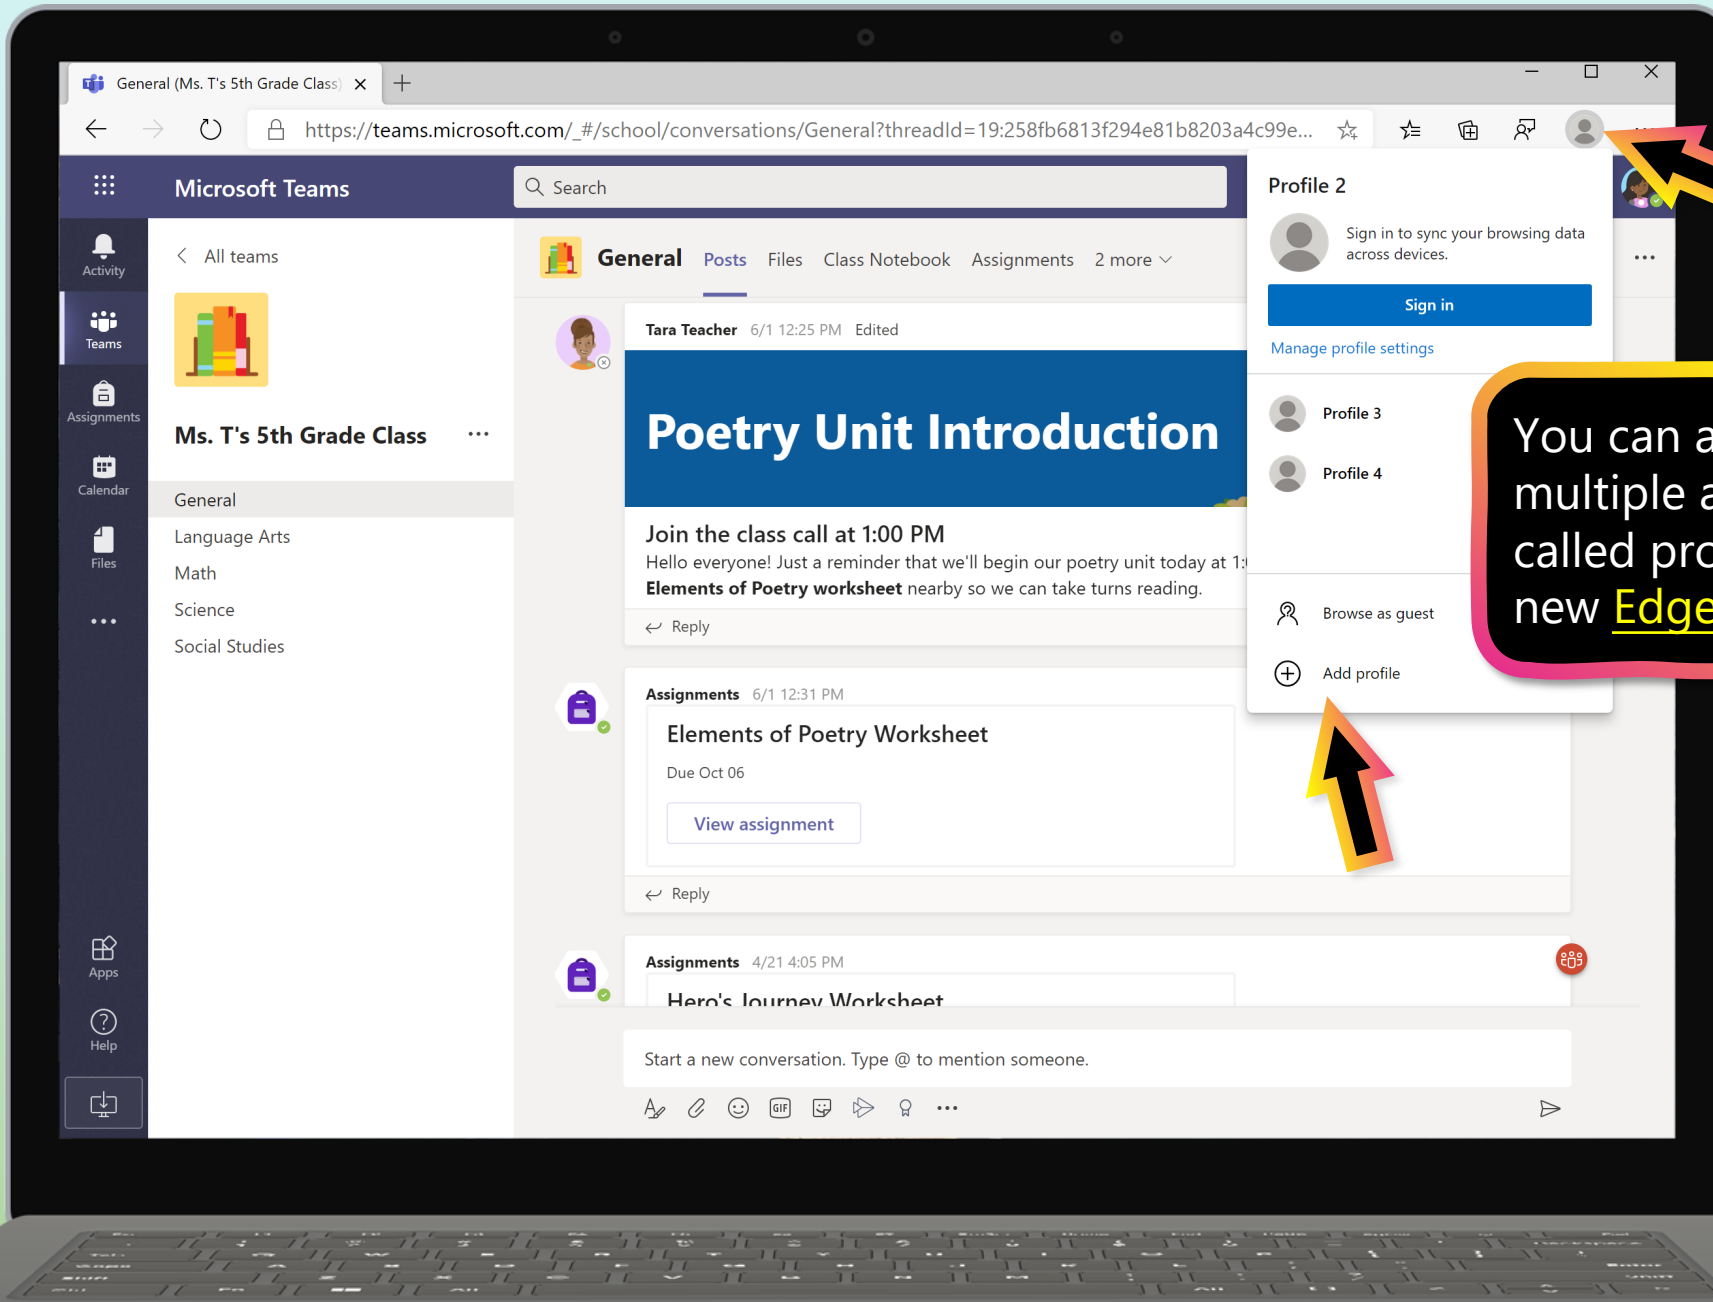 General (Ms. T's 5th Grade Class)
https://teams.microsoft.com/_#/school/conversations/General?threadId=19:258fb6813f294e81b8203a4c99e...
Microsoft Teams
Search
Activity
Teams
Assignments
Calendar
Files
Apps
Help
All teams
Ms. T's 5th Grade Class
General
Language Arts
Math
Science
Social Studies
General Posts Files Class Notebook Assignments 2 more
Tara Teacher 6/1 12:25 PM Edited
Poetry Unit Introduction
Join the class call at 1:00 PM
Hello everyone! Just a reminder that we'll begin our poetry unit today at 1:
Elements of Poetry worksheet nearby so we can take turns reading.
Reply
Assignments 6/1 12:31 PM
Elements of Poetry Worksheet
Due Oct 06
View assignment
Reply
Assignments 4/21 4:05 PM
Hero's Journey Worksheet
Start a new conversation. Type @ to mention someone.
GIF
Profile 2
Sign in to sync your browsing data
across devices.
Sign in
Manage profile settings
Profile 3
Profile 4
Browse as guest
Add profile
You can a
multiple a
called pro
new Edge